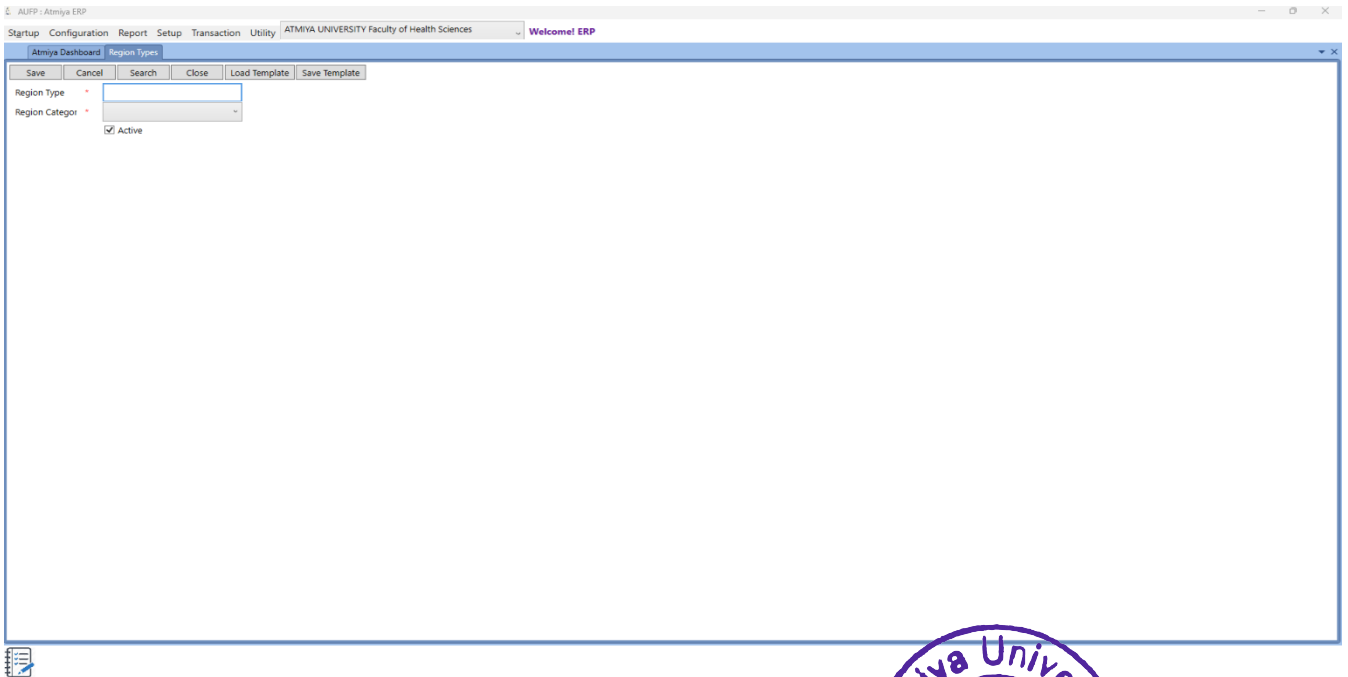 AUFP : Atmiya ERP
Startup Configuration Report Setup Transaction Utility ATMIYA UNIVERSITY Faculty of Health Sciences Welcome! ERP
Atmiya Dashboard Region Types
Save Cancel Search Close Load Template Save Template
Region Type *
Region Categor *
Active